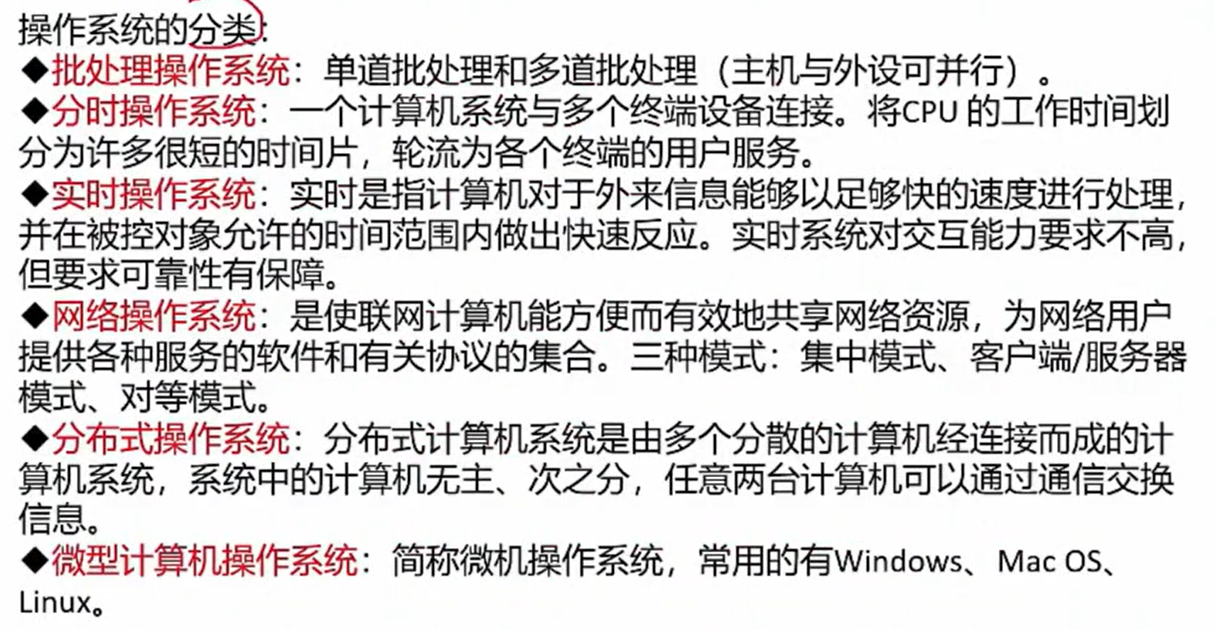 操作系统的分类:
◆批处理操作系统：单道批处理和多道批处理（主机与外设可并行）。
◆分时操作系统：一个计算机系统与多个终端设备连接。将CPU 的工作时间划
分为许多很短的时间片，轮流为各个终端的用户服务。
◆实时操作系统：实时是指计算机对于外来信息能够以足够快的速度进行处理，
并在被控对象允许的时间范围内做出快速反应。实时系统对交互能力要求不高，
但要求可靠性有保障。
◆网络操作系统：是使联网计算机能方便而有效地共享网络资源，为网络用户
提供各种服务的软件和有关协议的集合。三种模式：集中模式、客户端/服务器
模式、对等模式。
◆分布式操作系统：分布式计算机系统是由多个分散的计算机经连接而成的计
算机系统，系统中的计算机无主、次之分，任意两台计算机可以通过通信交换
信息。
◆微型计算机操作系统：简称微机操作系统，常用的有Windows、Mac OS、
Linux。